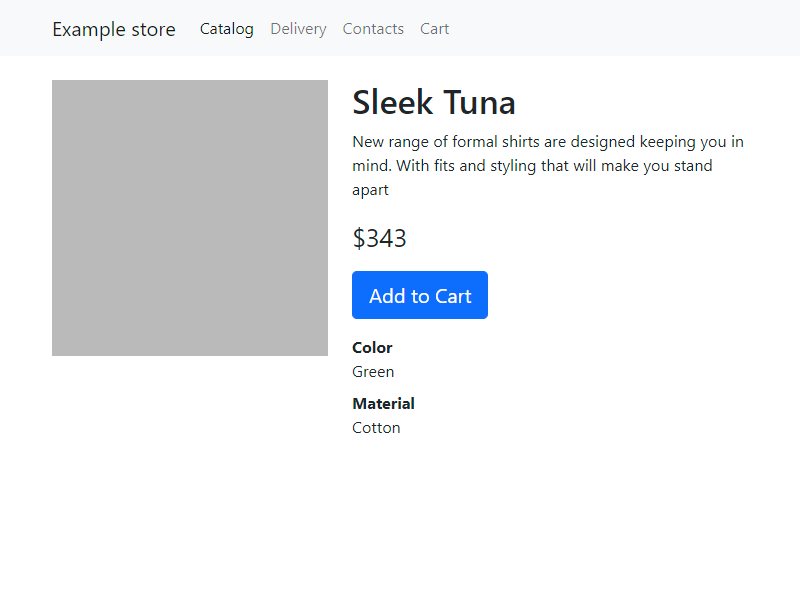 Example store Catalog Delivery Contacts Cart
Sleek Tuna
New range of formal shirts are designed keeping you in
mind. With fits and styling that will make you stand
apart
$343
Add to Cart
Color
Green
Material
Cotton